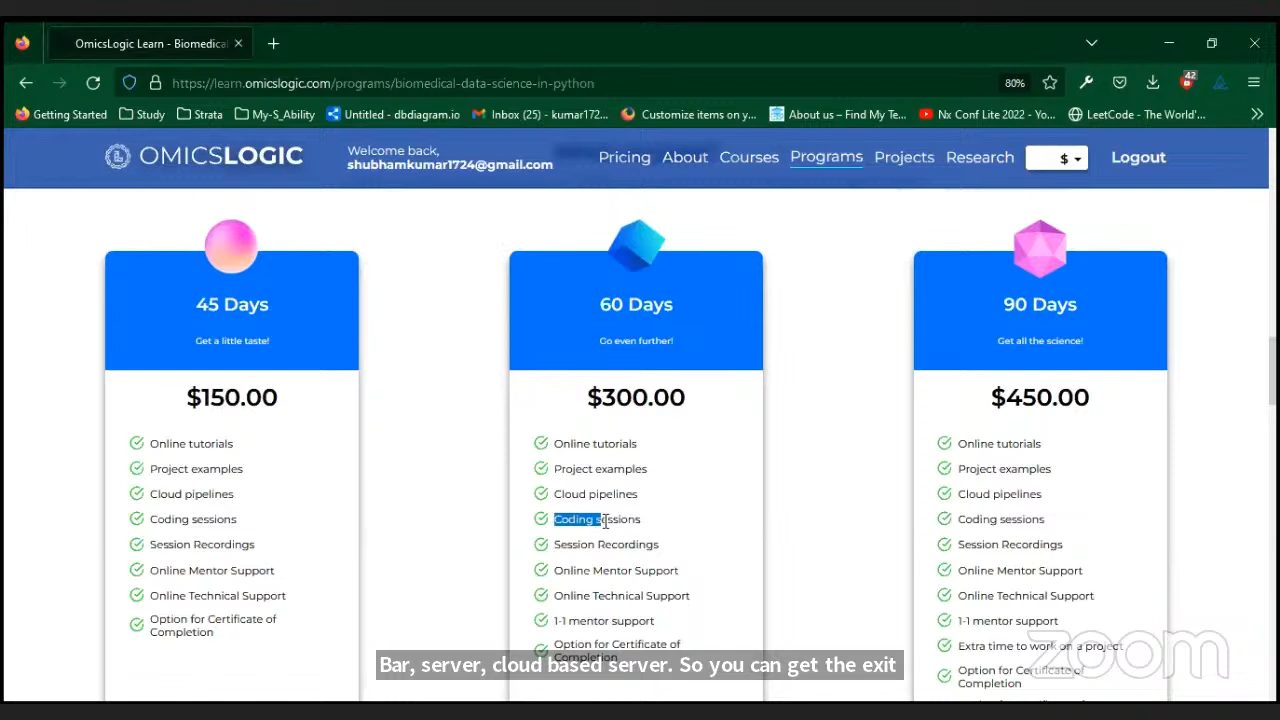 OmicsLogic Learn - Biomedical
https://learn.omicslogic.com/programs/biomedical-data-science-in-python
80%
42
Getting Started
Study
Strata
My-S_Ability
Untitled - dbdiagram.io
Inbox (25) - kumar172...
Customize items on y...
About us – Find My Te...
Nx Conf Lite 2022 - Yo...
LeetCode - The World'...
OMICSLOGIC
Welcome back,
shubhamkumar1724@gmail.com
Pricing
About
Courses
Programs
Projects
Research
$
Logout
45 Days
Get a little taste!
$150.00
Online tutorials
Project examples
Cloud pipelines
Coding sessions
Session Recordings
Online Mentor Support
Online Technical Support
Option for Certificate of
Completion
60 Days
Go even further!
$300.00
Online tutorials
Project examples
Cloud pipelines
Coding sessions
Session Recordings
Online Mentor Support
Online Technical Support
1-1 mentor support
Option for Certificate of
Completion
90 Days
Get all the science!
$450.00
Online tutorials
Project examples
Cloud pipelines
Coding sessions
Session Recordings
Online Mentor Support
Online Technical Support
1-1 mentor support
Extra time to work on a project
Option for Certificate of
Completion
zoom
Bar, server, cloud based server. So you can get the exit